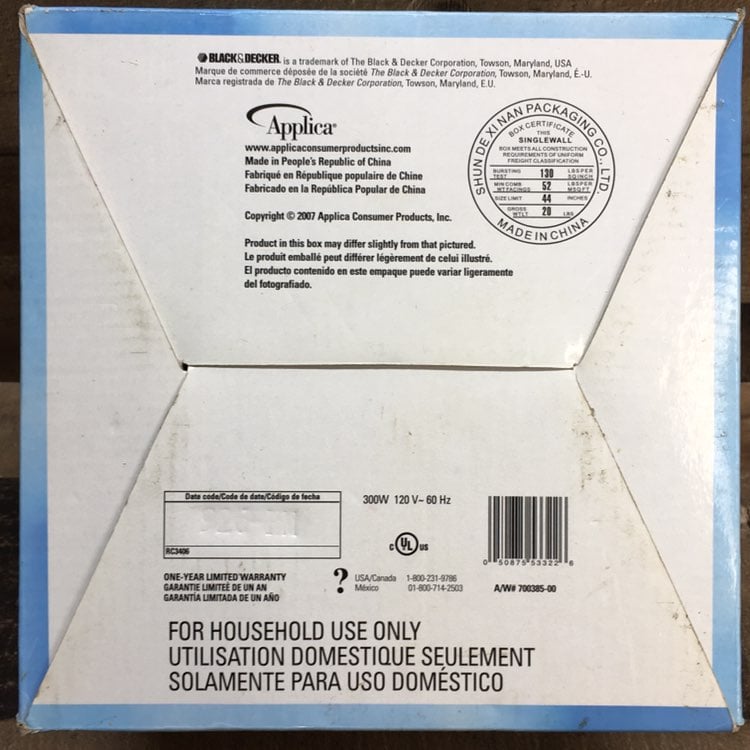 BLACK&DECKER. is a trademark of The Black & Decker Corporation, Towson, Maryland, USA
Marque de commerce déposée de la société The Black & Decker Corporation, Towson, Maryland, É.-U.
Marca registrada de The Black & Decker Corporation, Towson, Maryland, E.U.
Applica®
www.applicaconsumerproductsinc.com
Made in People's Republic of China
Fabriqué en République populaire de Chine
Fabricado en la República Popular de China
Copyright © 2007 Applica Consumer Products, Inc.
Product in this box may differ slightly from that pictured.
Le produit emballé peut différer légèrement de celui illustré.
El producto contenido en este empaque puede variar ligeramente
del fotografiado.
SHUN DE XI NAN PACKAGING CO., LTD
BOX CERTIFICATE
THIS
SINGLEWALL
BOX MEETS ALL CONSTRUCTION
REQUIREMENTS OF UNIFORM
FREIGHT CLASSIFICATION
BURSTING TEST 130 LBS PER SQ INCH
MIN COMB WT FACINGS 52 LBS PER M SQ FT
SIZE LIMIT 44 INCHES
GROSS WT LT 20 LBS
MADE IN CHINA
Date code/Code de date/Código de fecha
RC3406
300W 120 V~ 60 Hz
C UL US
0 50875 53322 6
ONE-YEAR LIMITED WARRANTY
GARANTIE LIMITÉE DE UN AN
GARANTÍA LIMITADA DE UN AÑO
? USA/Canada 1-800-231-9786
México 01-800-714-2503
A/W# 700385-00
FOR HOUSEHOLD USE ONLY
UTILISATION DOMESTIQUE SEULEMENT
SOLAMENTE PARA USO DOMÉSTICO